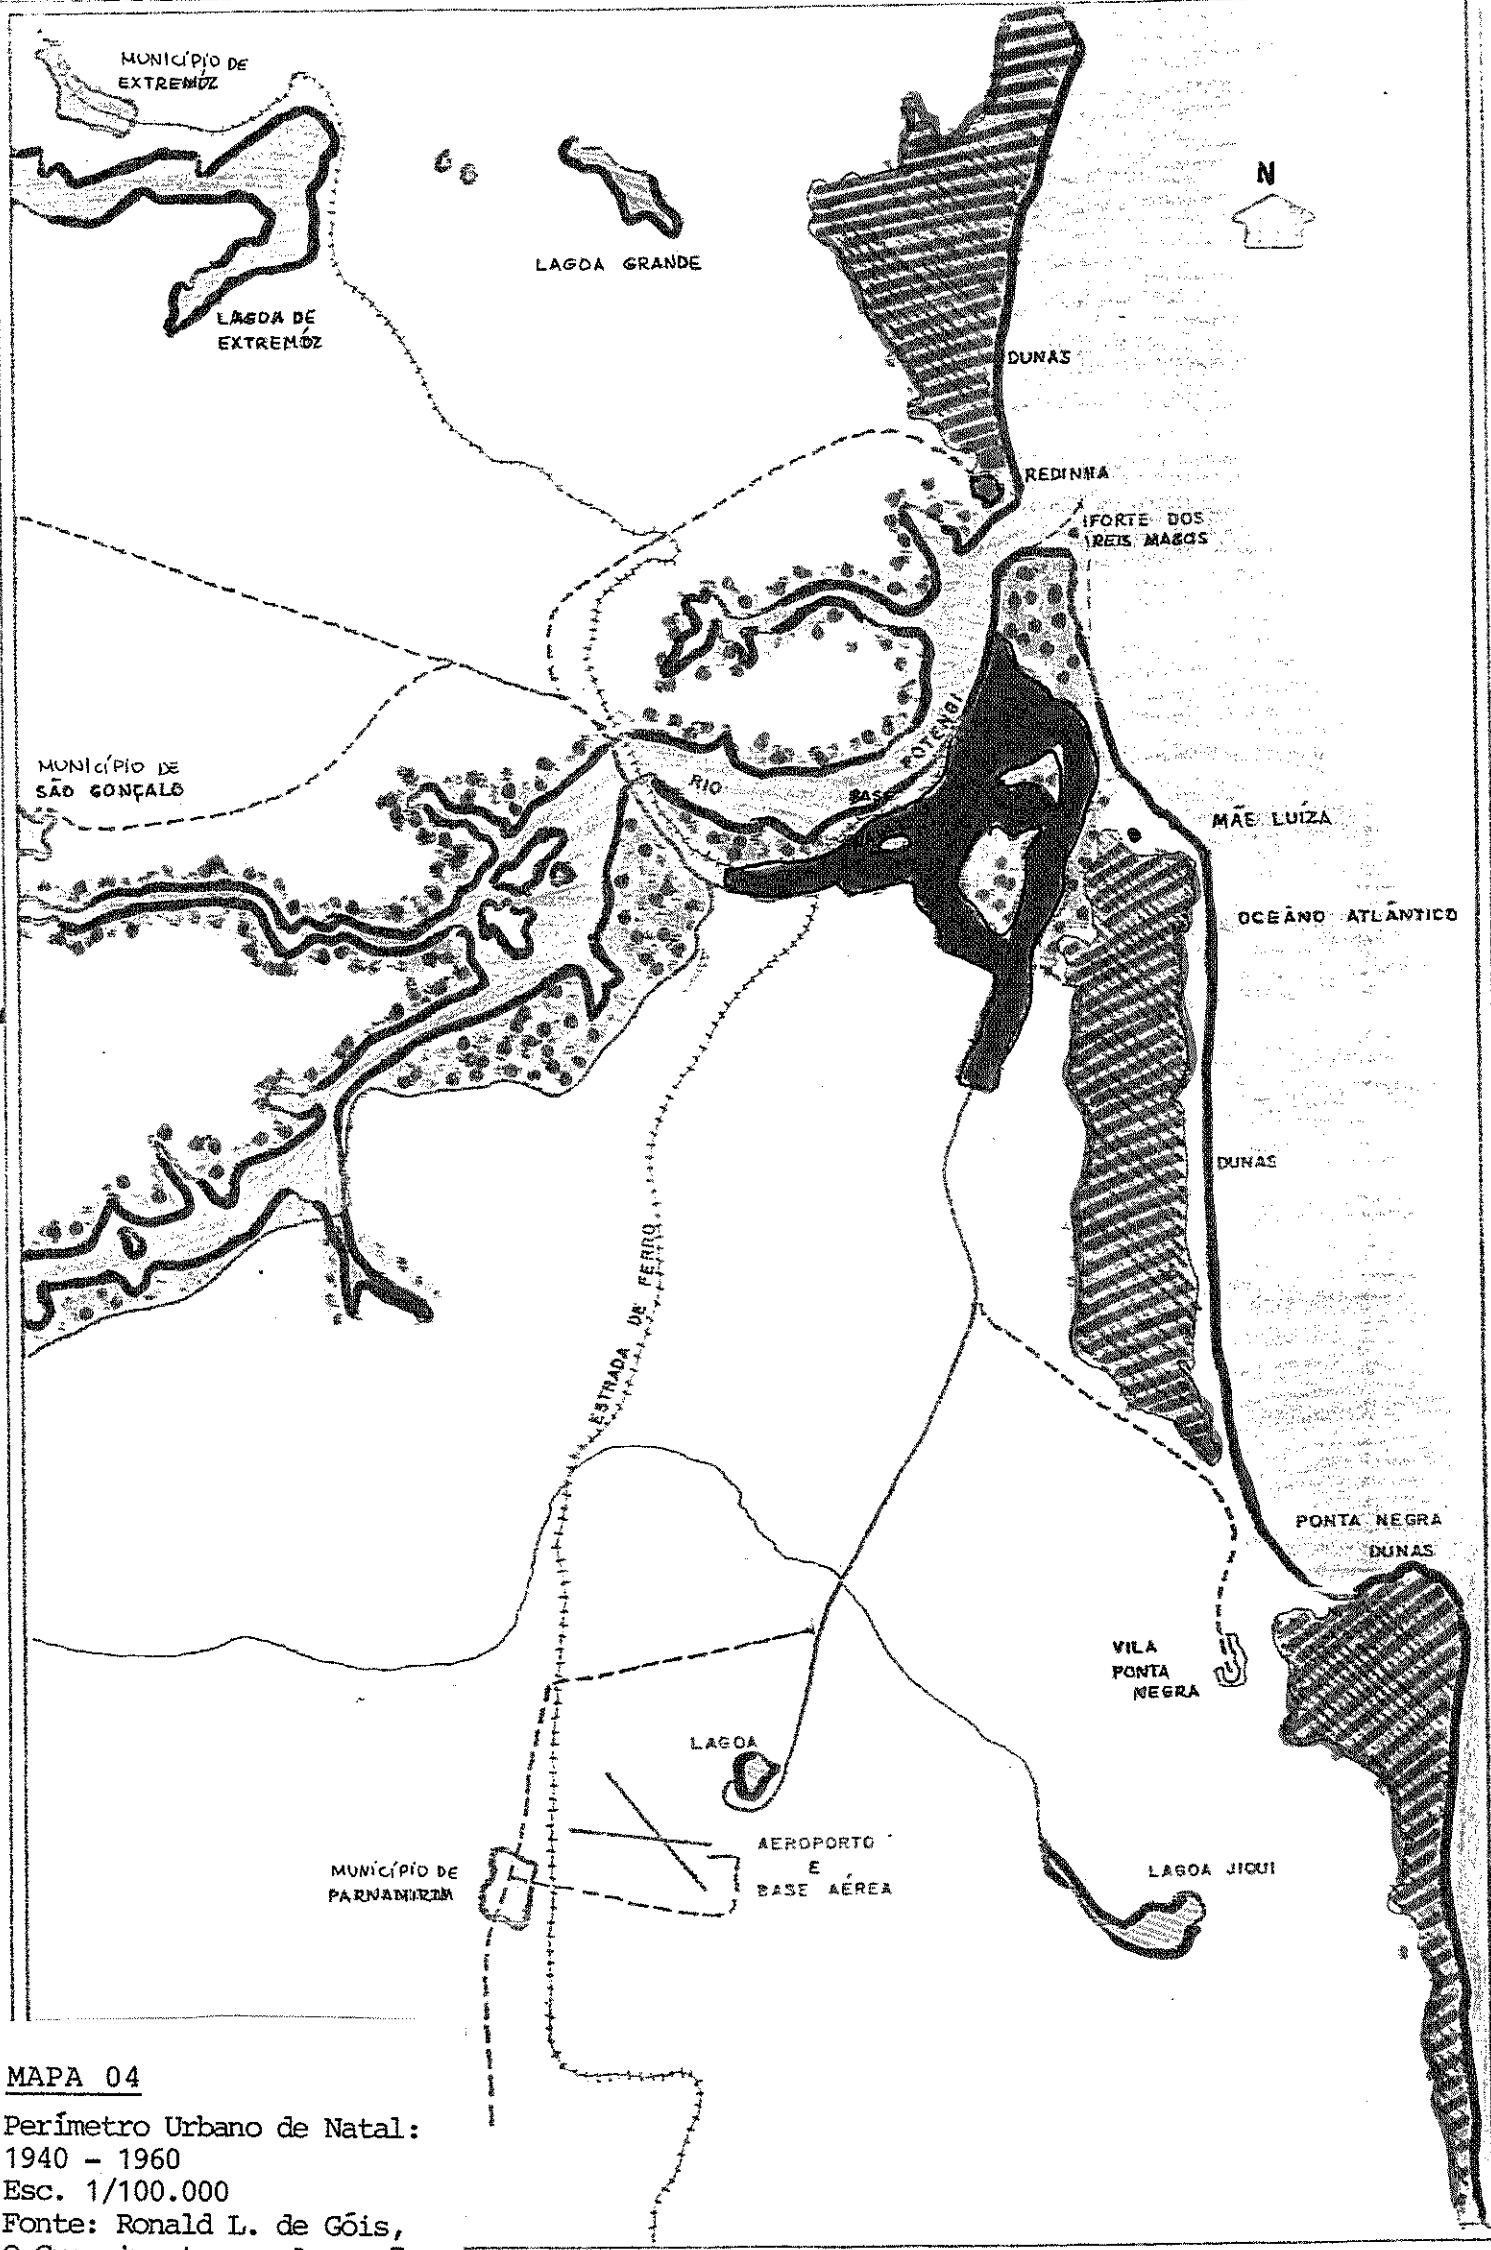 MUNICÍPIO DE
EXTREMÓZ
N
LAGOA GRANDE
LAGOA DE
EXTREMÓZ
DUNAS
REDINHA
FORTE DOS
REIS MAGOS
POTENGI
RIO
BASE
MUNICÍPIO DE
SÃO GONÇALO
MÃE LUÍZA
OCEÂNO ATLÂNTICO
DUNAS
ESTRADA DE FERRO
PONTA NEGRA
DUNAS
VILA
PONTA
NEGRA
LAGOA
AEROPORTO
E
BASE AÉREA
LAGOA JIQUI
MUNICÍPIO DE
PARNAMIRIM
MAPA 04
Perímetro Urbano de Natal:
1940 - 1960
Esc. 1/100.000
Fonte: Ronald L. de Góis,